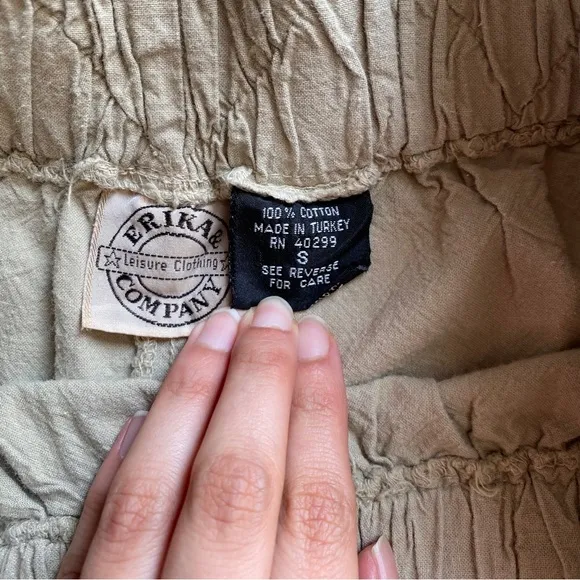 ERIKA &
Leisure Clothing
COMPANY
100% COTTON
MADE IN TURKEY
RN 40299
S
SEE REVERSE
FOR CARE